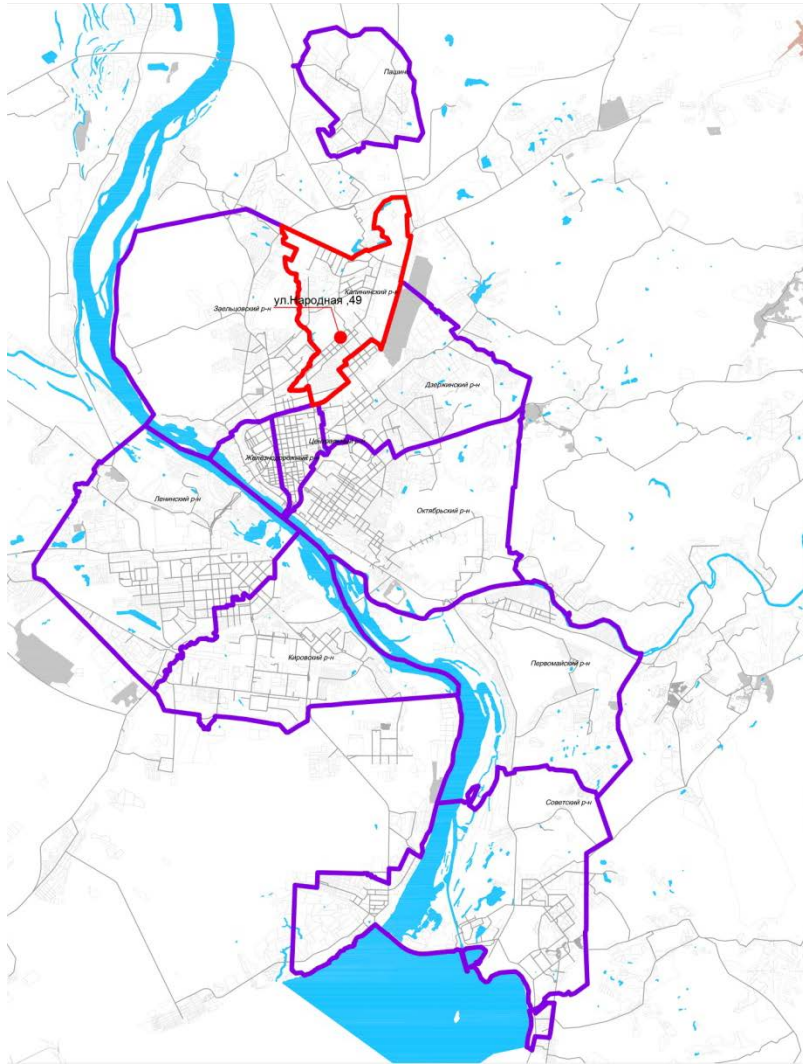 Пашино
ул.Народная ,49
Калининский р-н
Заельцовский р-н
Дзержинский р-н
Центральный р-н
Железнодорожный р-н
Ленинский р-н
Октябрьский р-н
Кировский р-н
Первомайский р-н
Советский р-н